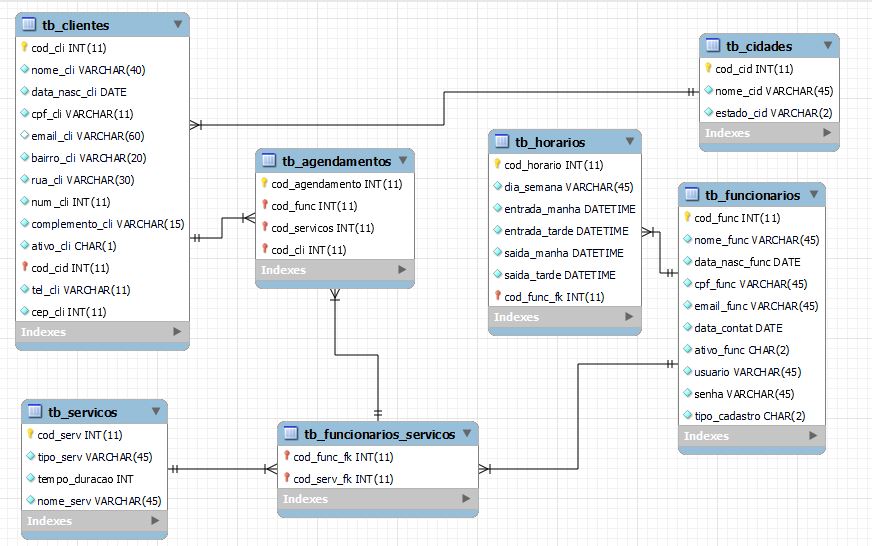 tb_clientes
cod_cli INT(11)
nome_cli VARCHAR(40)
data_nasc_cli DATE
cpf_cli VARCHAR(11)
email_cli VARCHAR(60)
bairro_cli VARCHAR(20)
rua_cli VARCHAR(30)
num_cli INT(11)
complemento_cli VARCHAR(15)
ativo_cli CHAR(1)
cod_cid INT(11)
tel_cli VARCHAR(11)
cep_cli INT(11)
Indexes
tb_agendamentos
cod_agendamento INT(11)
cod_func INT(11)
cod_servicos INT(11)
cod_cli INT(11)
Indexes
tb_cidades
cod_cid INT(11)
nome_cid VARCHAR(45)
estado_cid VARCHAR(2)
Indexes
tb_horarios
cod_horario INT(11)
dia_semana VARCHAR(45)
entrada_manha DATETIME
entrada_tarde DATETIME
saida_manha DATETIME
saida_tarde DATETIME
cod_func_fk INT(11)
Indexes
tb_funcionarios
cod_func INT(11)
nome_func VARCHAR(45)
data_nasc_func DATE
cpf_func VARCHAR(45)
email_func VARCHAR(45)
data_contat DATE
ativo_func CHAR(2)
usuario VARCHAR(45)
senha VARCHAR(45)
tipo_cadastro CHAR(2)
Indexes
tb_servicos
cod_serv INT(11)
tipo_serv VARCHAR(45)
tempo_duracao INT
nome_serv VARCHAR(45)
Indexes
tb_funcionarios_servicos
cod_func_fk INT(11)
cod_serv_fk INT(11)
Indexes